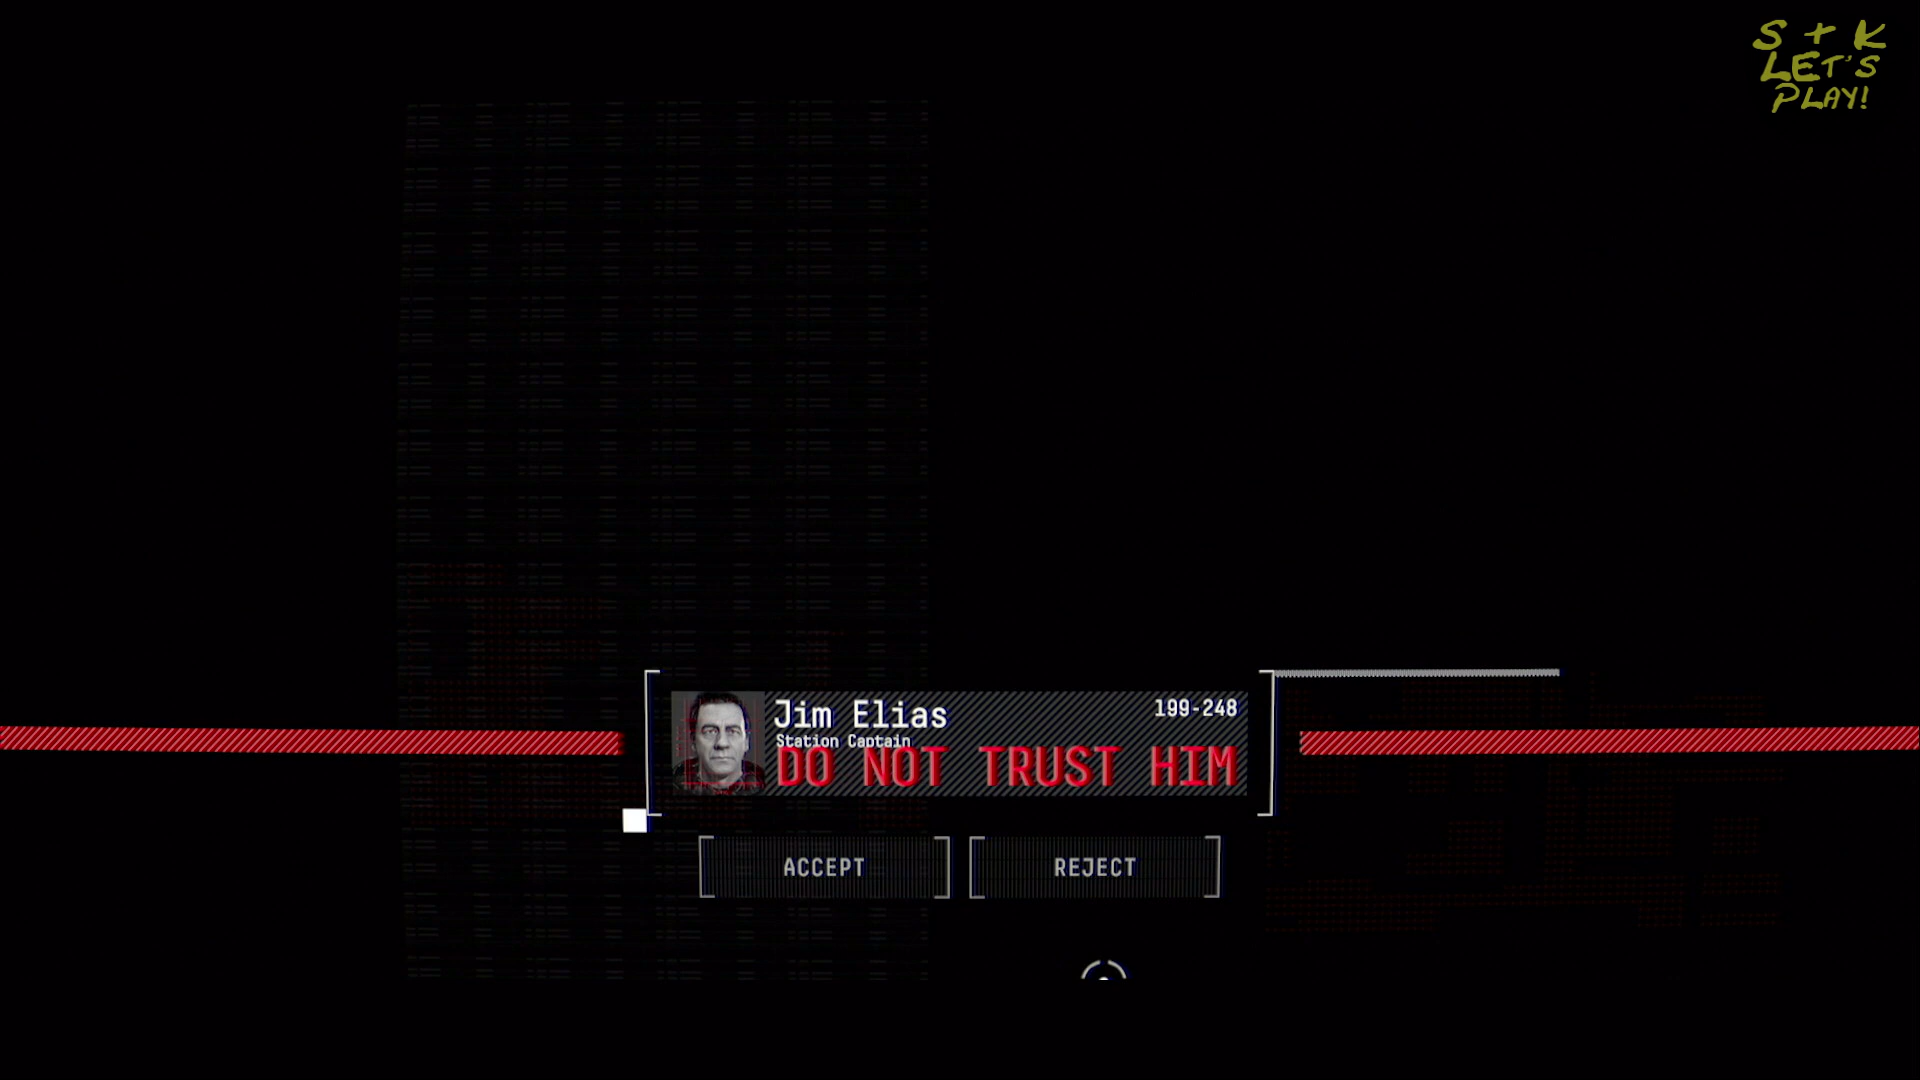 S + K
LET'S
PLAY!
Jim Elias
199-248
Station Captain
DO NOT TRUST HIM
ACCEPT
REJECT